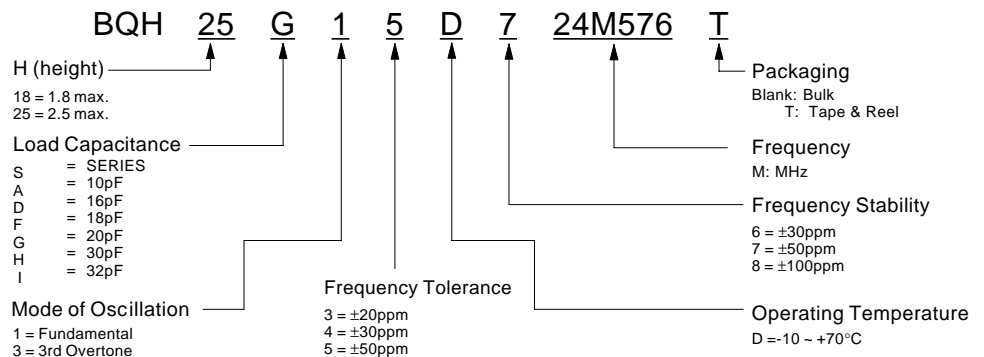 BQH 25 G 1 5 D 7 24M576 T
H (height)
18 = 1.8 max.
25 = 2.5 max.
Load Capacitance
S = SERIES
A = 10pF
D = 16pF
F = 18pF
G = 20pF
H = 30pF
I = 32pF
Mode of Oscillation
1 = Fundamental
3 = 3rd Overtone
Frequency Tolerance
3 = ±20ppm
4 = ±30ppm
5 = ±50ppm
Packaging
Blank: Bulk
T: Tape & Reel
Frequency
M: MHz
Frequency Stability
6 = ±30ppm
7 = ±50ppm
8 = ±100ppm
Operating Temperature
D =-10 ~ +70°C